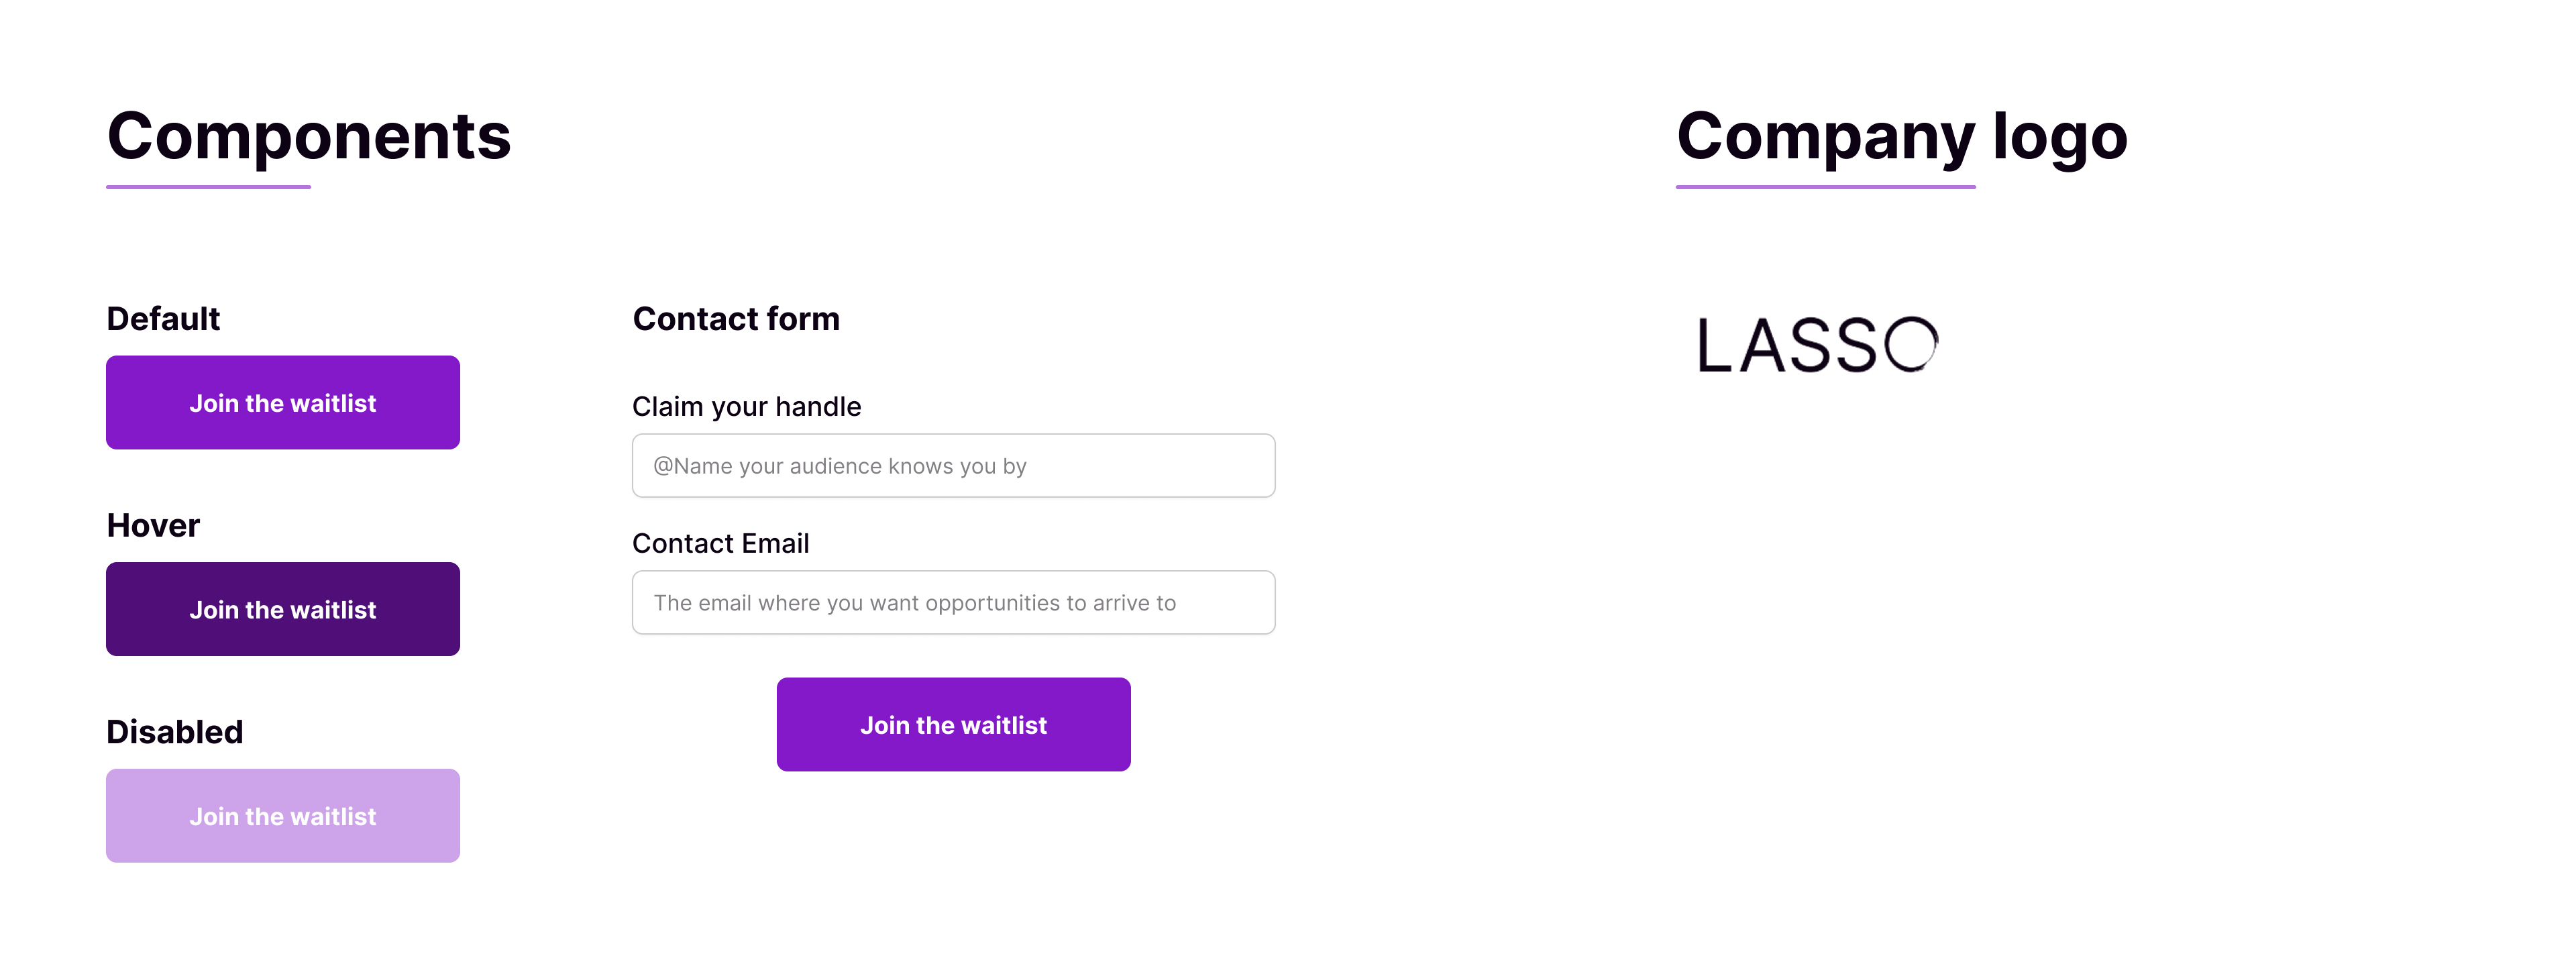 Components
Default
Join the waitlist
Hover
Join the waitlist
Disabled
Join the waitlist
Contact form
Claim your handle
@Name your audience knows you by
Contact Email
The email where you want opportunities to arrive to
Join the waitlist
Company logo
LASSO